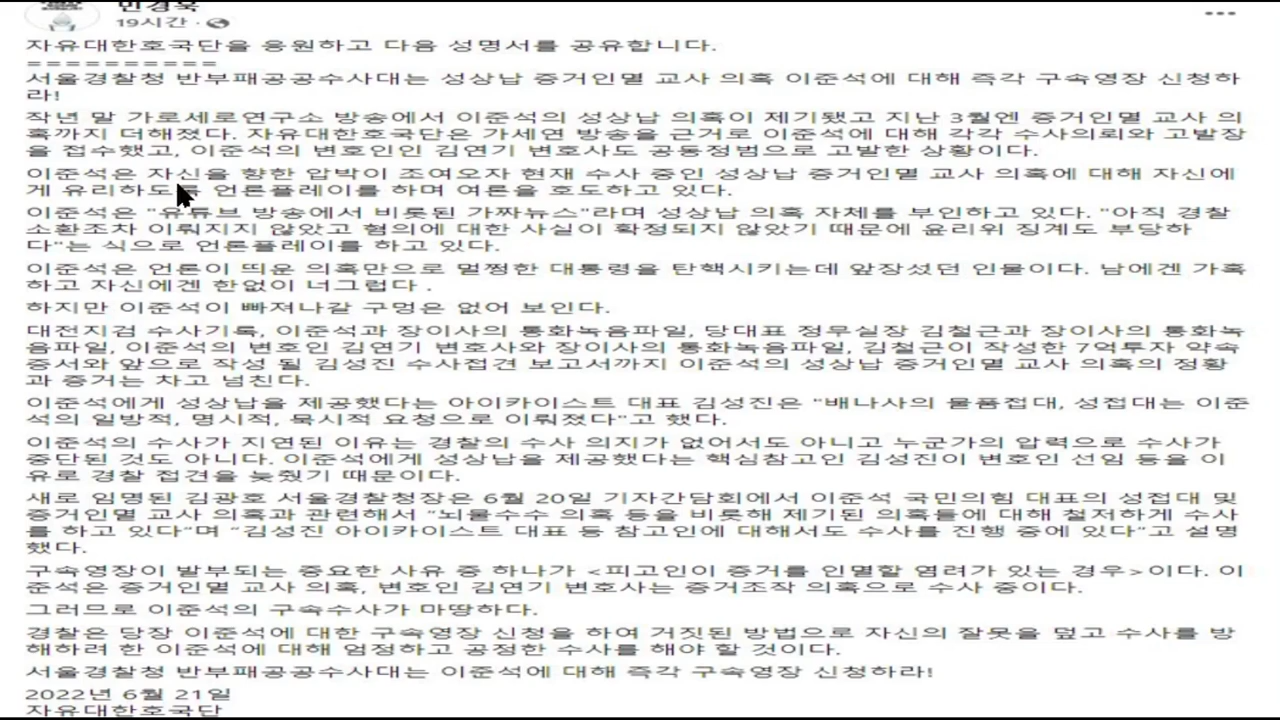 민경욱
19시간 ·
자유대한호국단을 응원하고 다음 성명서를 공유합니다.
==========
서울경찰청 반부패공공수사대는 성상납 증거인멸 교사 의혹 이준석에 대해 즉각 구속영장 신청하
라!
작년 말 가로세로연구소 방송에서 이준석의 성상납 의혹이 제기됐고 지난 3월엔 증거인멸 교사 의
혹까지 더해졌다. 자유대한호국단은 가세연 방송을 근거로 이준석에 대해 각각 수사의뢰와 고발장
을 접수했고, 이준석의 변호인인 김연기 변호사도 공동정범으로 고발한 상황이다.
이준석은 자신을 향한 압박이 조여오자 현재 수사 중인 성상납 증거인멸 교사 의혹에 대해 자신에
게 유리하도록 언론플레이를 하며 여론을 호도하고 있다.
이준석은 "유튜브 방송에서 비롯된 가짜뉴스"라며 성상납 의혹 자체를 부인하고 있다. "아직 경찰
소환조차 이뤄지지 않았고 혐의에 대한 사실이 확정되지 않았기 때문에 윤리위 징계도 부당하
다"는 식으로 언론플레이를 하고 있다.
이준석은 언론이 띄운 의혹만으로 멀쩡한 대통령을 탄핵시키는데 앞장섰던 인물이다. 남에겐 가혹
하고 자신에겐 한없이 너그럽다 .
하지만 이준석이 빠져나갈 구멍은 없어 보인다.
대전지검 수사기록, 이준석과 장이사의 통화녹음파일, 당대표 정무실장 김철근과 장이사의 통화녹
음파일, 이준석의 변호인 김연기 변호사와 장이사의 통화녹음파일, 김철근이 작성한 7억투자 약속
증서와 앞으로 작성 될 김성진 수사접견 보고서까지 이준석의 성상납 증거인멸 교사 의혹의 정황
과 증거는 차고 넘친다.
이준석에게 성상납을 제공했다는 아이카이스트 대표 김성진은 "배나사의 물품접대, 성접대는 이준
석의 일방적, 명시적, 묵시적 요청으로 이뤄졌다"고 했다.
이준석의 수사가 지연된 이유는 경찰의 수사 의지가 없어서도 아니고 누군가의 압력으로 수사가
중단된 것도 아니다. 이준석에게 성상납을 제공했다는 핵심참고인 김성진이 변호인 선임 등을 이
유로 경찰 접견을 늦췄기 때문이다.
새로 임명된 김광호 서울경찰청장은 6월 20일 기자간담회에서 이준석 국민의힘 대표의 성접대 및
증거인멸 교사 의혹과 관련해서 "뇌물수수 의혹 등을 비롯해 제기된 의혹들에 대해 철저하게 수사
를 하고 있다"며 "김성진 아이카이스트 대표 등 참고인에 대해서도 수사를 진행 중에 있다"고 설명
했다.
구속영장이 발부되는 중요한 사유 중 하나가 <피고인이 증거를 인멸할 염려가 있는 경우>이다. 이
준석은 증거인멸 교사 의혹, 변호인 김연기 변호사는 증거조작 의혹으로 수사 중이다.
그러므로 이준석의 구속수사가 마땅하다.
경찰은 당장 이준석에 대한 구속영장 신청을 하여 거짓된 방법으로 자신의 잘못을 덮고 수사를 방
해하려 한 이준석에 대해 엄정하고 공정한 수사를 해야 할 것이다.
서울경찰청 반부패공공수사대는 이준석에 대해 즉각 구속영장 신청하라!
2022년 6월 21일
자유대한호국단